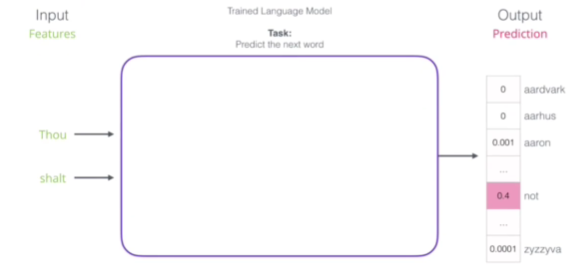 Input
Features
Trained Language Model
Task:
Predict the next word
Output
Prediction
Thou
shalt
0 aardvark
0 aarhus
0.001 aaron
...
0.4 not
...
0.0001 zyzzyva